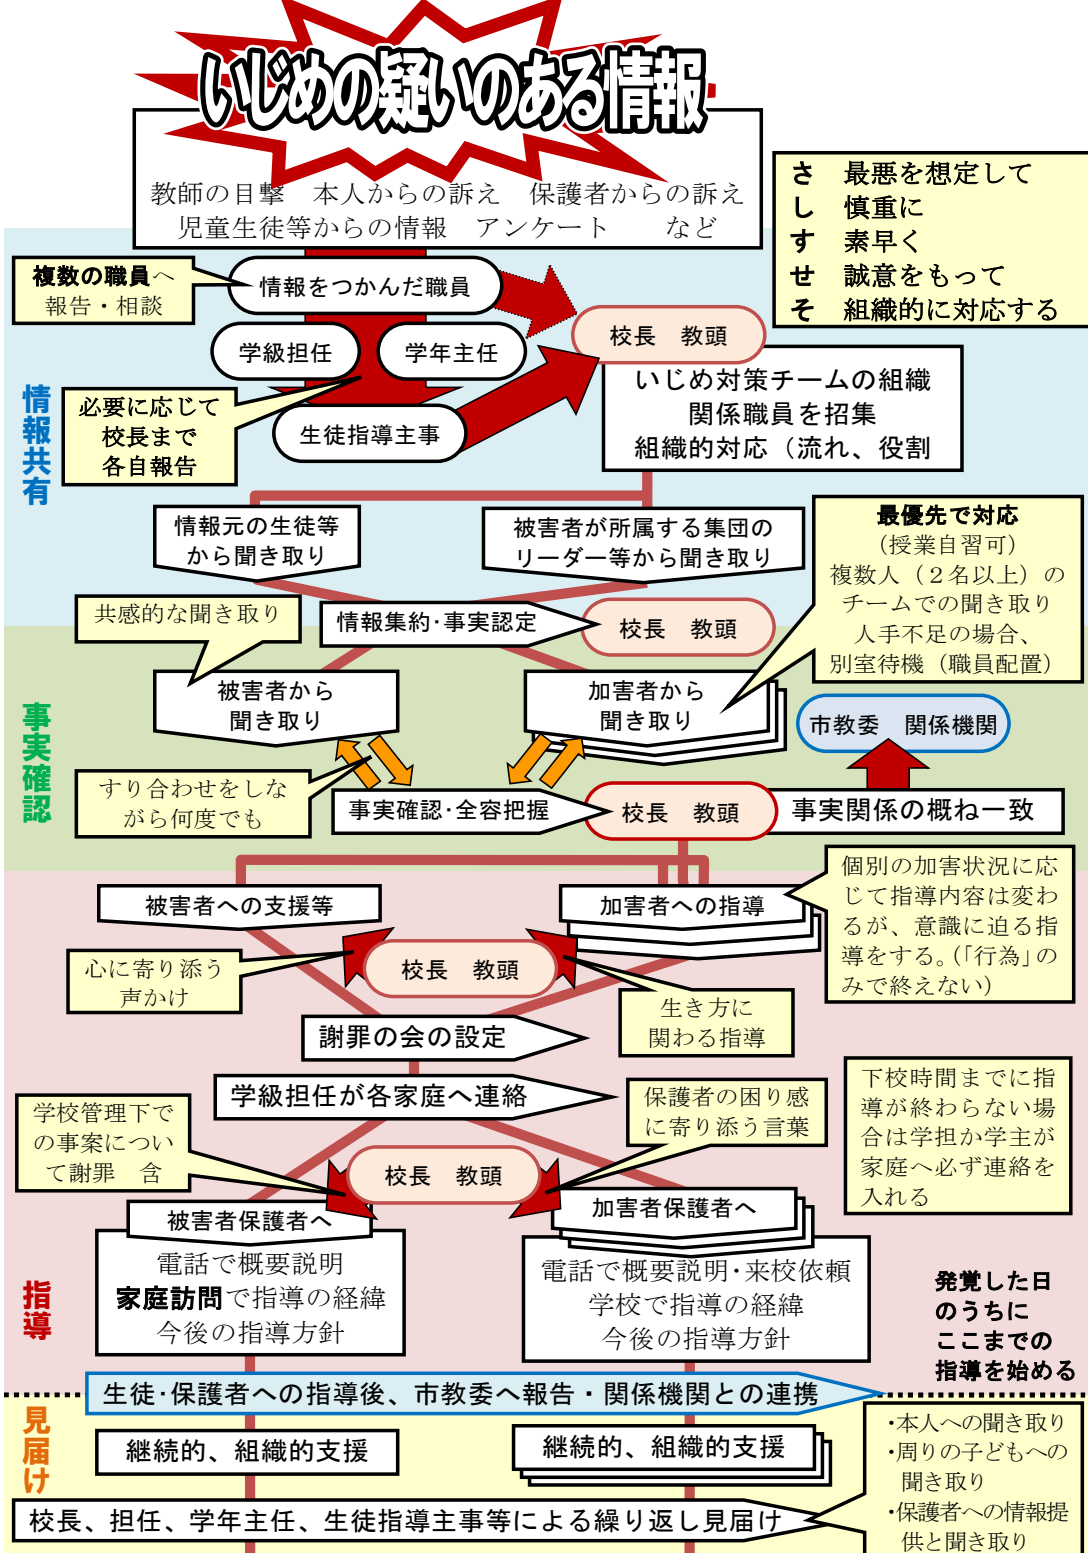 いじめの疑いのある情報
教師の目撃　本人からの訴え　保護者からの訴え
児童生徒等からの情報　アンケート　　など
さ　最悪を想定して
し　慎重に
す　素早く
せ　誠意をもって
そ　組織的に対応する
情報共有
複数の職員へ
報告・相談
情報をつかんだ職員
学級担任
学年主任
校長　教頭
必要に応じて
校長まで
各自報告
生徒指導主事
いじめ対策チームの組織
関係職員を招集
組織的対応（流れ、役割
情報元の生徒等
から聞き取り
被害者が所属する集団の
リーダー等から聞き取り
最優先で対応
（授業自習可）
複数人（２名以上）の
チームでの聞き取り
人手不足の場合、
別室待機（職員配置）
共感的な聞き取り
情報集約・事実認定
校長　教頭
事実確認
被害者から
聞き取り
加害者から
聞き取り
市教委　関係機関
すり合わせをしな
がら何度でも
事実確認・全容把握
校長　教頭
事実関係の概ね一致
指導
被害者への支援等
加害者への指導
個別の加害状況に応
じて指導内容は変わ
るが、意識に迫る指
導をする。（「行為」の
みで終えない）
心に寄り添う
声かけ
校長　教頭
生き方に
関わる指導
謝罪の会の設定
学級担任が各家庭へ連絡
保護者の困り感
に寄り添う言葉
下校時間までに指
導が終わらない場
合は学担か学主が
家庭へ必ず連絡を
入れる
学校管理下で
の事案につい
て謝罪　含
校長　教頭
被害者保護者へ
電話で概要説明
家庭訪問で指導の経緯
今後の指導方針
加害者保護者へ
電話で概要説明・来校依頼
学校で指導の経緯
今後の指導方針
発覚した日
のうちに
ここまでの
指導を始める
生徒・保護者への指導後、市教委へ報告・関係機関との連携
見届け
継続的、組織的支援
継続的、組織的支援
校長、担任、学年主任、生徒指導主事等による繰り返し見届け
・本人への聞き取り
・周りの子どもへの
聞き取り
・保護者への情報提
供と聞き取り